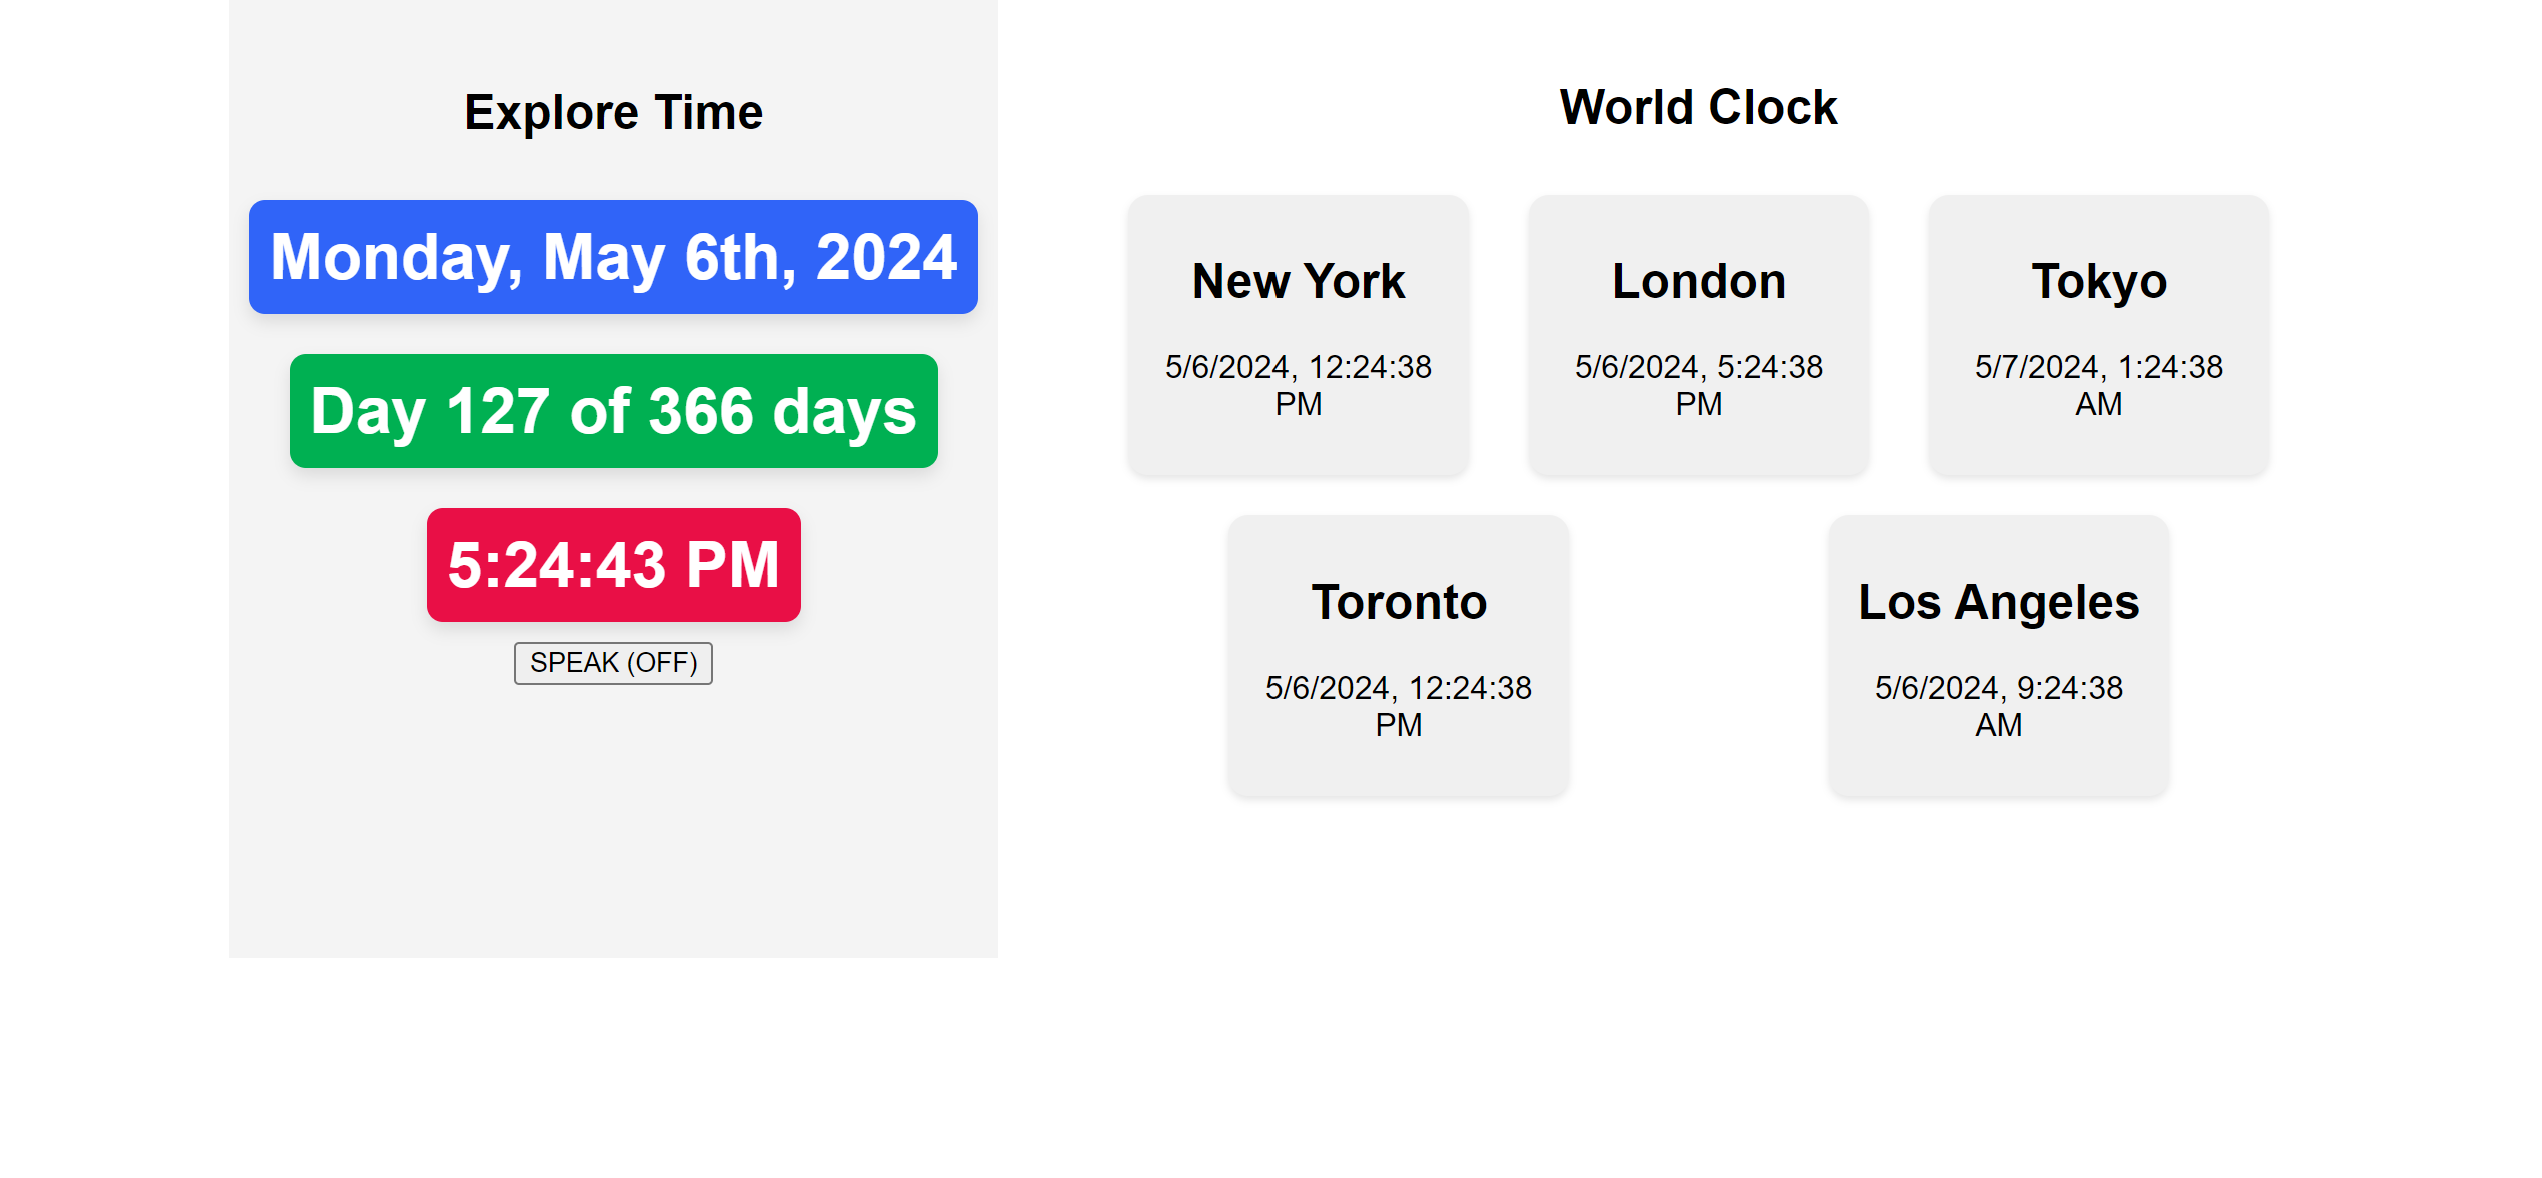 Explore Time
Monday, May 6th, 2024
Day 127 of 366 days
5:24:43 PM
SPEAK (OFF)
World Clock
New York
5/6/2024, 12:24:38
PM
London
5/6/2024, 5:24:38
PM
Tokyo
5/7/2024, 1:24:38
AM
Toronto
5/6/2024, 12:24:38
PM
Los Angeles
5/6/2024, 9:24:38
AM